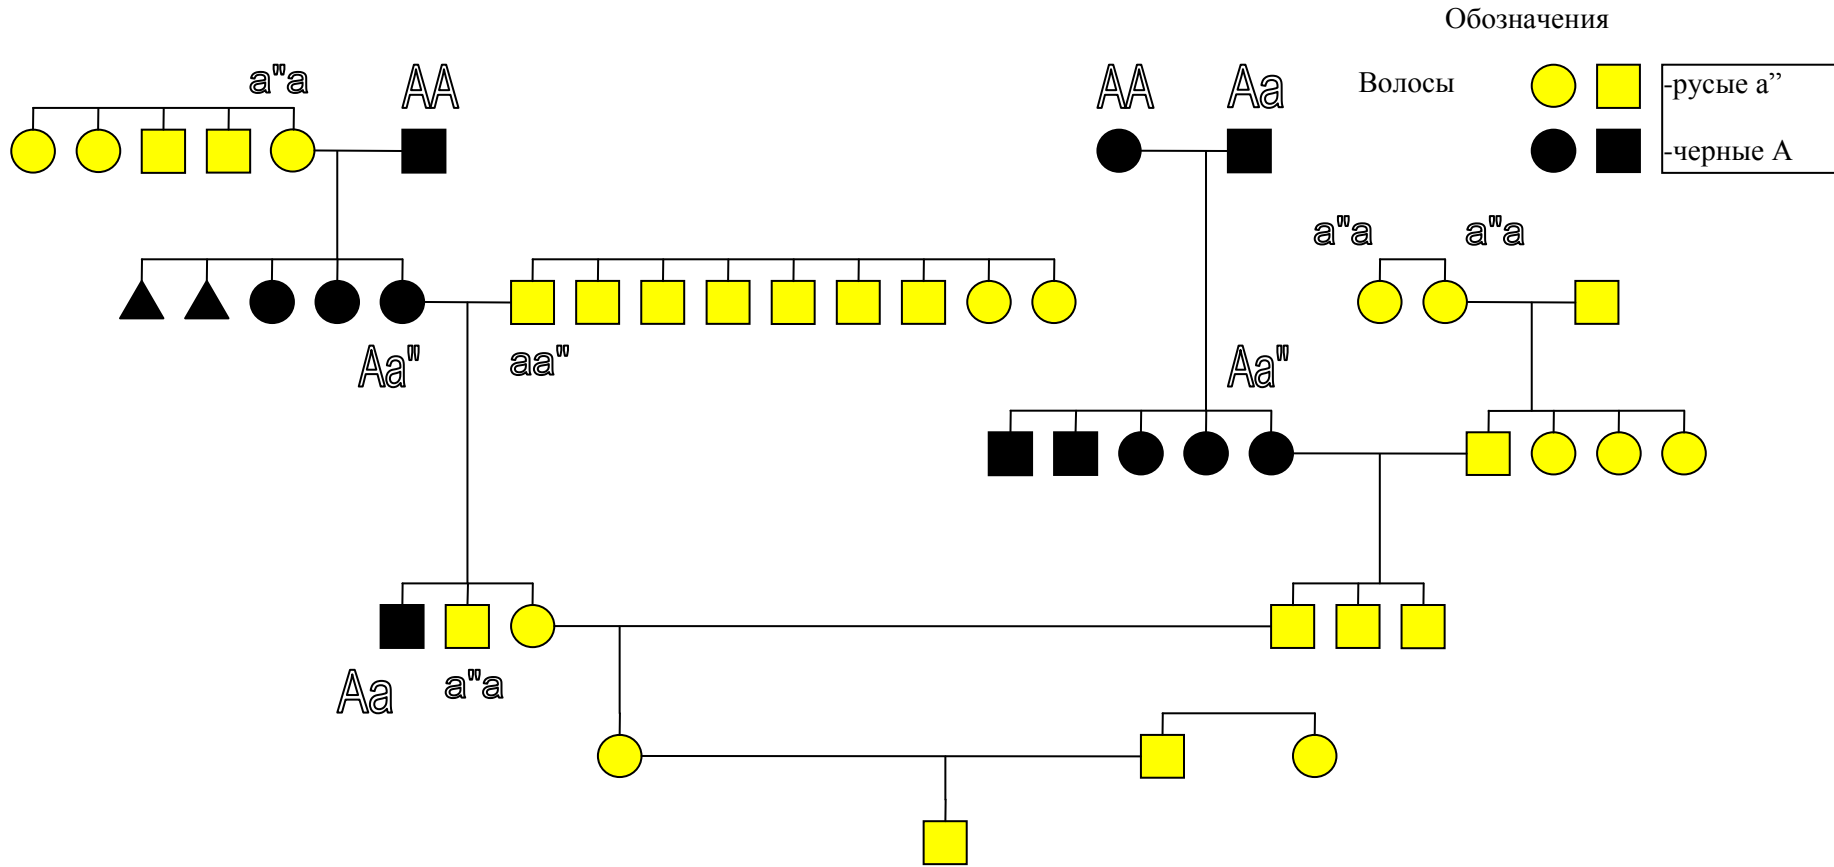 Обозначения
a"a
AA
AA
Aa
Волосы
-русые а”
-черные А
a"a
a"a
Aa"
aa"
Aa"
Aa
a"a